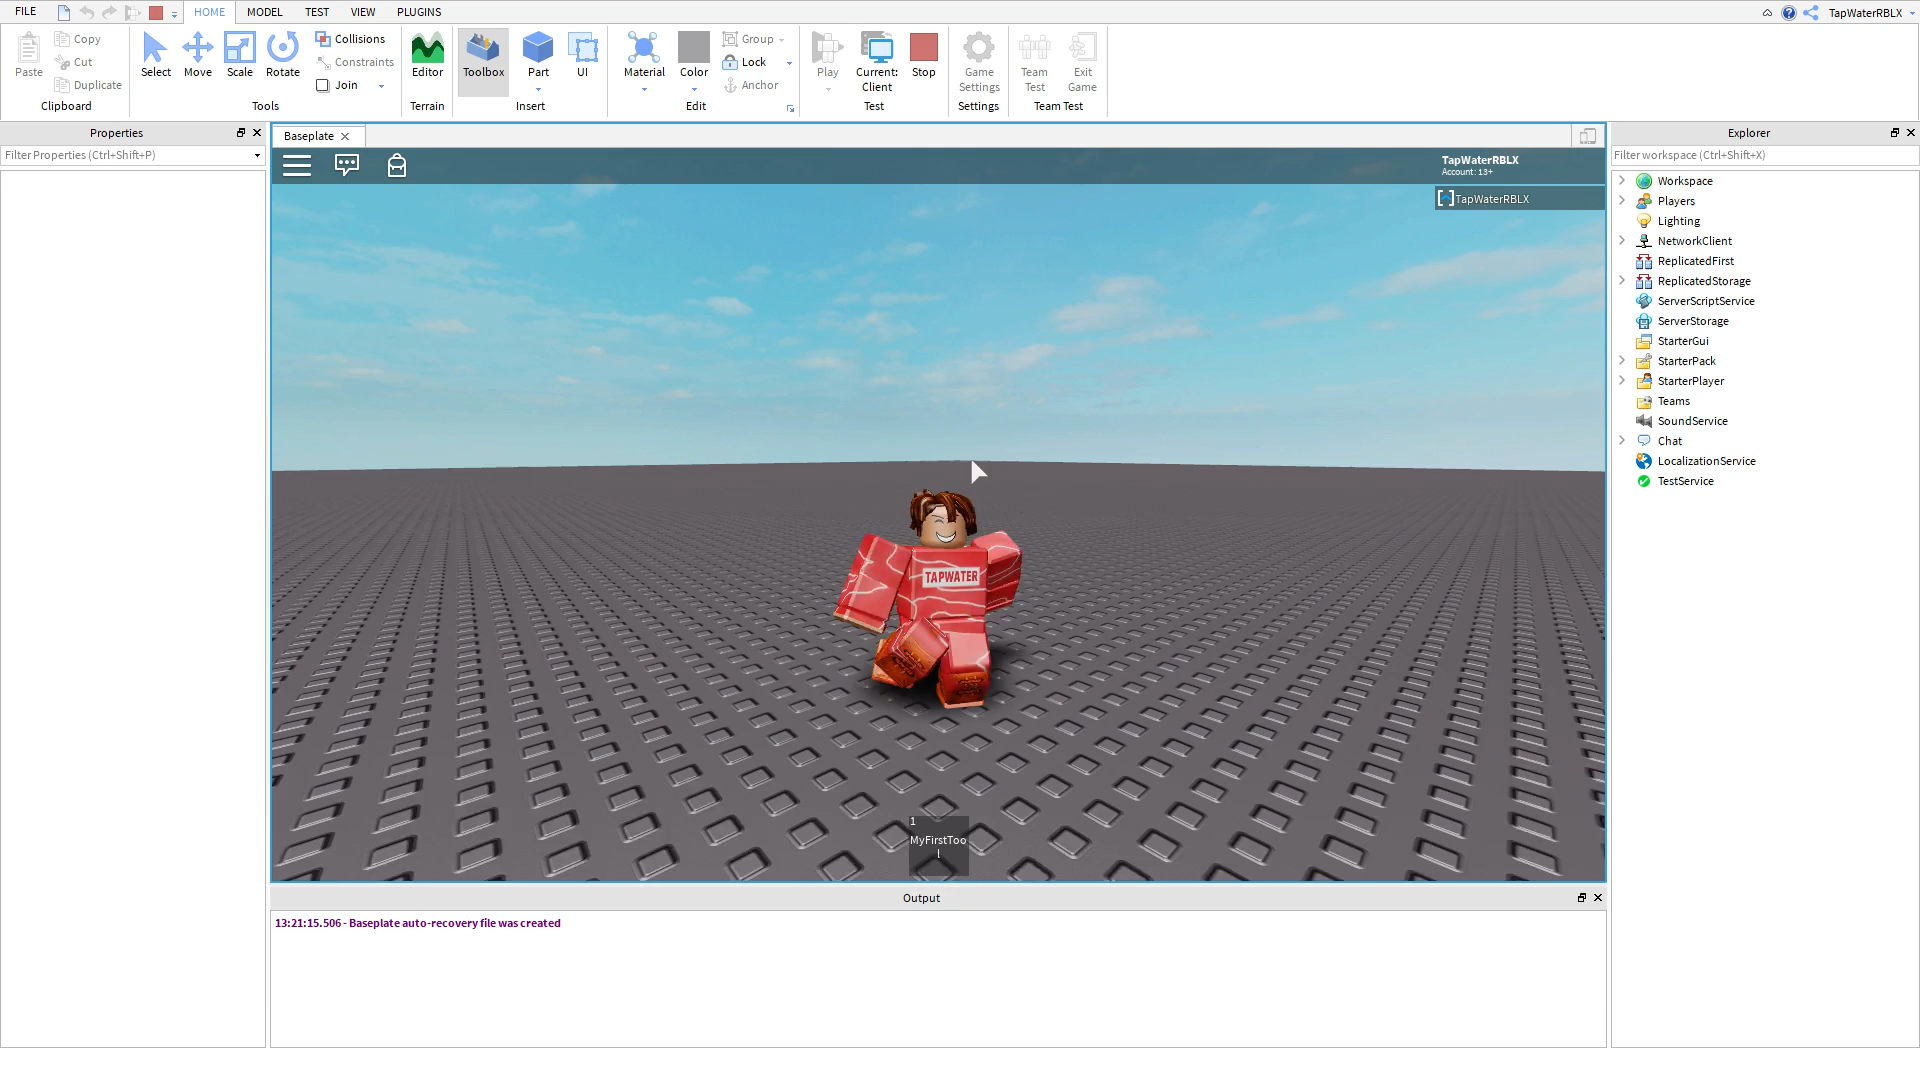 FILE
HOME
MODEL
TEST
VIEW
PLUGINS
TapWaterRBLX
Paste
Copy
Cut
Duplicate
Clipboard
Select
Move
Scale
Rotate
Collisions
Constraints
Join
Tools
Editor
Terrain
Toolbox
Part
UI
Insert
Material
Color
Group
Lock
Anchor
Edit
Play
Current:
Client
Stop
Test
Game
Settings
Settings
Team
Test
Exit
Game
Team Test
Properties
Filter Properties (Ctrl+Shift+P)
Baseplate
TapWaterRBLX
Account: 13+
TapWaterRBLX
TAPWATER
1
MyFirstToo
l
Output
13:21:15.506 - Baseplate auto-recovery file was created
Explorer
Filter workspace (Ctrl+Shift+X)
Workspace
Players
Lighting
NetworkClient
ReplicatedFirst
ReplicatedStorage
ServerScriptService
ServerStorage
StarterGui
StarterPack
StarterPlayer
Teams
SoundService
Chat
LocalizationService
TestService